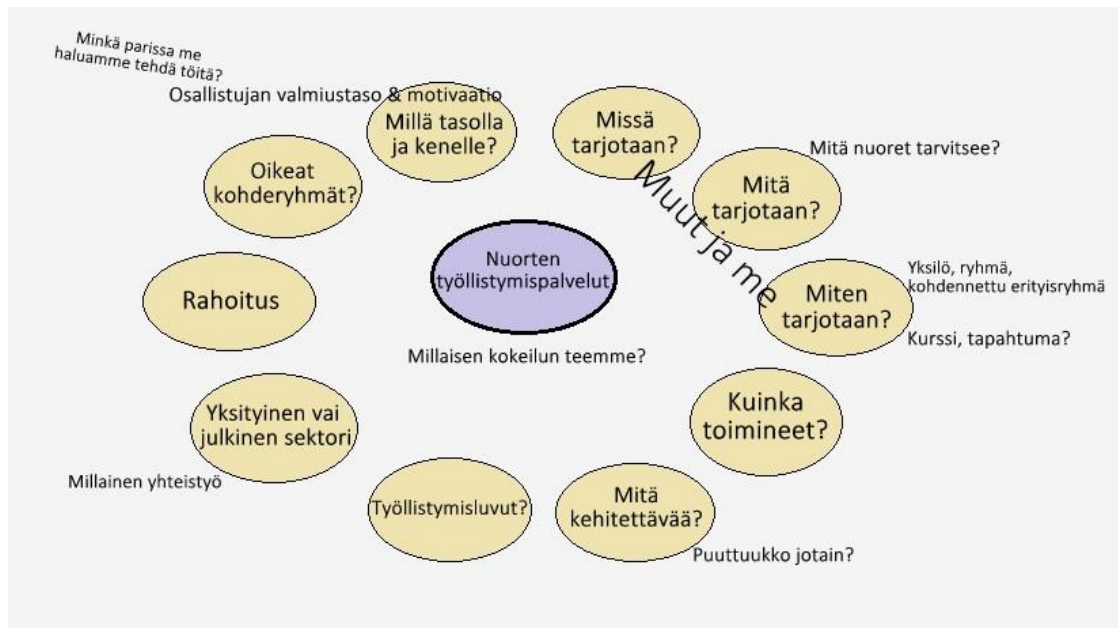 Minkä parissa me
haluamme tehdä töitä?
Osallistujan valmiustaso & motivaatio
Millä tasolla
ja kenelle?
Missä
tarjotaan?
Mitä nuoret tarvitsee?
Oikeat
kohderyhmät?
Mitä
tarjotaan?
Muut ja me
Nuorten
työllistymispalvelut
Yksilö, ryhmä,
kohdennettu erityisryhmä
Rahoitus
Miten
tarjotaan?
Kurssi, tapahtuma?
Millaisen kokeilun teemme?
Kuinka
toimineet?
Yksityinen vai
julkinen sektori
Millainen yhteistyö
Työllistymisluvut?
Mitä
kehitettävää?
Puuttuukko jotain?